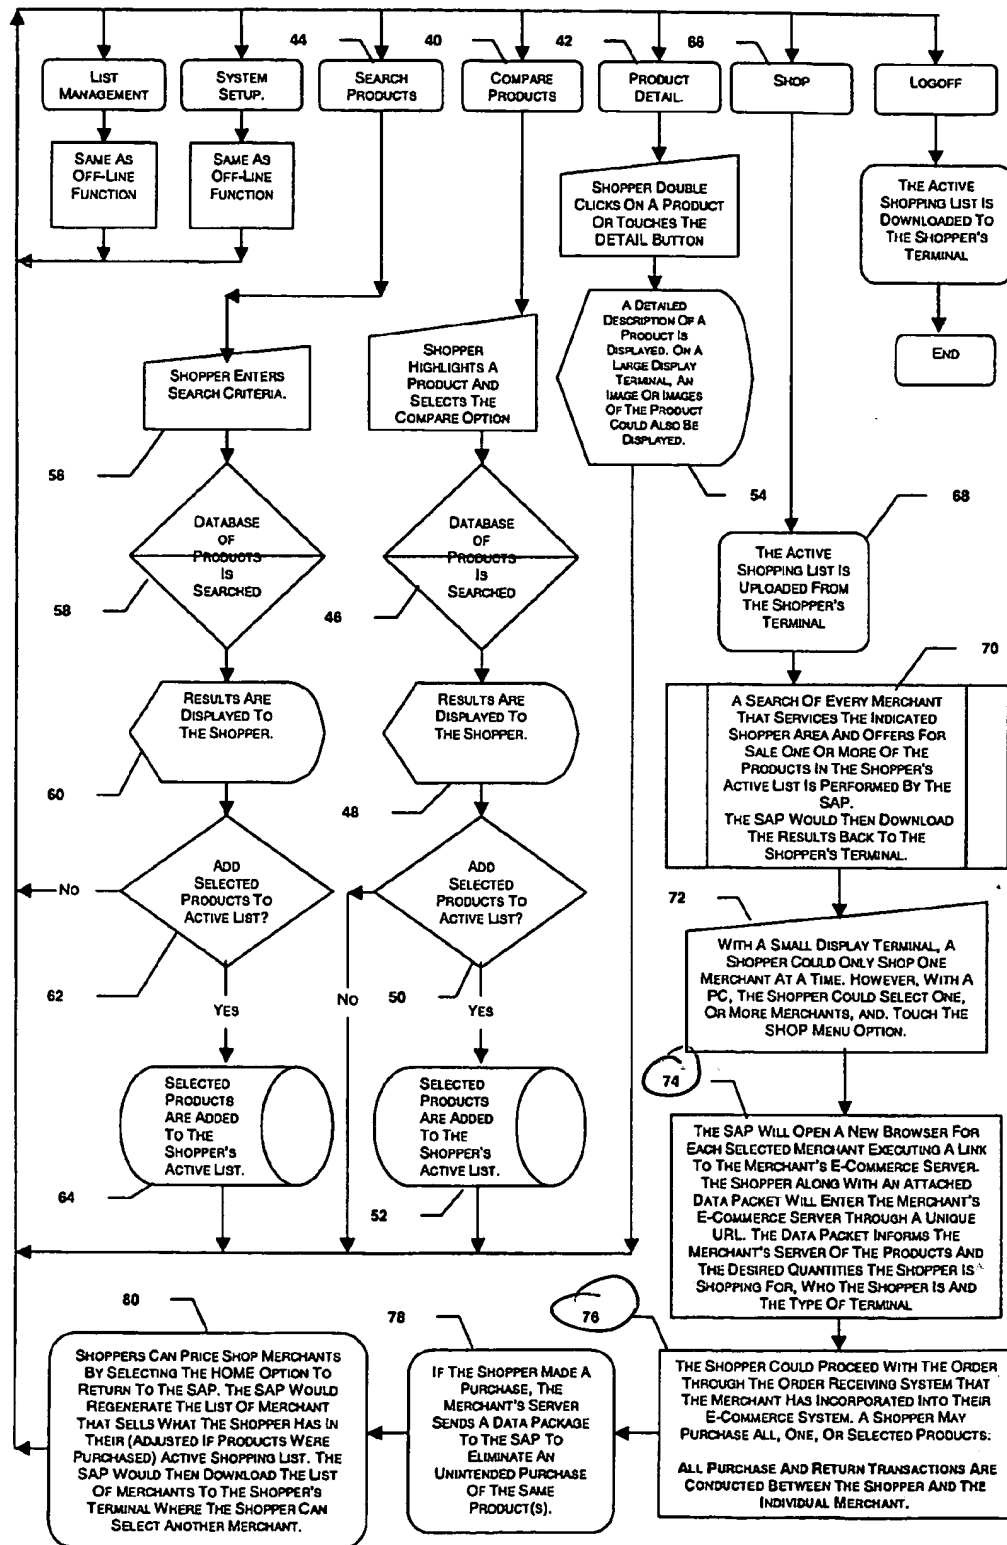 44
40
42
66
LIST
MANAGEMENT
SYSTEM
SETUP.
SEARCH
PRODUCTS
COMPARE
PRODUCTS
PRODUCT
DETAIL.
SHOP
LOGOFF
SAME AS
OFF-LINE
FUNCTION
SAME AS
OFF-LINE
FUNCTION
SHOPPER DOUBLE
CLICKS ON A PRODUCT
OR TOUCHES THE
DETAIL BUTTON
THE ACTIVE
SHOPPING LIST IS
DOWNLOADED TO
THE SHOPPER'S
TERMINAL
A DETAILED
DESCRIPTION OF A
PRODUCT IS
DISPLAYED. ON A
LARGE DISPLAY
TERMINAL, AN
IMAGE OR IMAGES
OF THE PRODUCT
COULD ALSO BE
DISPLAYED.
54
END
SHOPPER ENTERS
SEARCH CRITERIA.
58
SHOPPER
HIGHLIGHTS A
PRODUCT AND
SELECTS THE
COMPARE OPTION
DATABASE
OF
PRODUCTS
IS
SEARCHED
58
DATABASE
OF
PRODUCTS
IS
SEARCHED
46
68
THE ACTIVE
SHOPPING LIST IS
UPLOADED FROM
THE SHOPPER'S
TERMINAL
RESULTS ARE
DISPLAYED TO
THE SHOPPER.
60
RESULTS ARE
DISPLAYED TO
THE SHOPPER.
48
70
A SEARCH OF EVERY MERCHANT
THAT SERVICES THE INDICATED
SHOPPER AREA AND OFFERS FOR
SALE ONE OR MORE OF THE
PRODUCTS IN THE SHOPPER'S
ACTIVE LIST IS PERFORMED BY THE
SAP.
THE SAP WOULD THEN DOWNLOAD
THE RESULTS BACK TO THE
SHOPPER'S TERMINAL.
NO
ADD
SELECTED
PRODUCTS TO
ACTIVE LIST?
62
YES
ADD
SELECTED
PRODUCTS TO
ACTIVE LIST?
NO
50
YES
72
WITH A SMALL DISPLAY TERMINAL, A
SHOPPER COULD ONLY SHOP ONE
MERCHANT AT A TIME. HOWEVER, WITH A
PC, THE SHOPPER COULD SELECT ONE,
OR MORE MERCHANTS, AND. TOUCH THE
SHOP MENU OPTION.
SELECTED
PRODUCTS
ARE ADDED
TO THE
SHOPPER'S
ACTIVE LIST.
64
SELECTED
PRODUCTS
ARE ADDED
TO THE
SHOPPER'S
ACTIVE LIST.
52
74
THE SAP WILL OPEN A NEW BROWSER FOR
EACH SELECTED MERCHANT EXECUTING A LINK
TO THE MERCHANT'S E-COMMERCE SERVER.
THE SHOPPER ALONG WITH AN ATTACHED
DATA PACKET WILL ENTER THE MERCHANT'S
E-COMMERCE SERVER THROUGH A UNIQUE
URL. THE DATA PACKET INFORMS THE
MERCHANT'S SERVER OF THE PRODUCTS AND
THE DESIRED QUANTITIES THE SHOPPER IS
SHOPPING FOR, WHO THE SHOPPER IS AND
THE TYPE OF TERMINAL
80
78
76
SHOPPERS CAN PRICE SHOP MERCHANTS
BY SELECTING THE HOME OPTION TO
RETURN TO THE SAP. THE SAP WOULD
REGENERATE THE LIST OF MERCHANT
THAT SELLS WHAT THE SHOPPER HAS IN
THEIR (ADJUSTED IF PRODUCTS WERE
PURCHASED) ACTIVE SHOPPING LIST. THE
SAP WOULD THEN DOWNLOAD THE LIST
OF MERCHANTS TO THE SHOPPER'S
TERMINAL WHERE THE SHOPPER CAN
SELECT ANOTHER MERCHANT.
IF THE SHOPPER MADE A
PURCHASE, THE
MERCHANT'S SERVER
SENDS A DATA PACKAGE
TO THE SAP TO
ELIMINATE AN
UNINTENDED PURCHASE
OF THE SAME
PRODUCT(S).
THE SHOPPER COULD PROCEED WITH THE ORDER
THROUGH THE ORDER RECEIVING SYSTEM THAT
THE MERCHANT HAS INCORPORATED INTO THEIR
E-COMMERCE SYSTEM. A SHOPPER MAY
PURCHASE ALL, ONE, OR SELECTED PRODUCTS.
ALL PURCHASE AND RETURN TRANSACTIONS ARE
CONDUCTED BETWEEN THE SHOPPER AND THE
INDIVIDUAL MERCHANT.